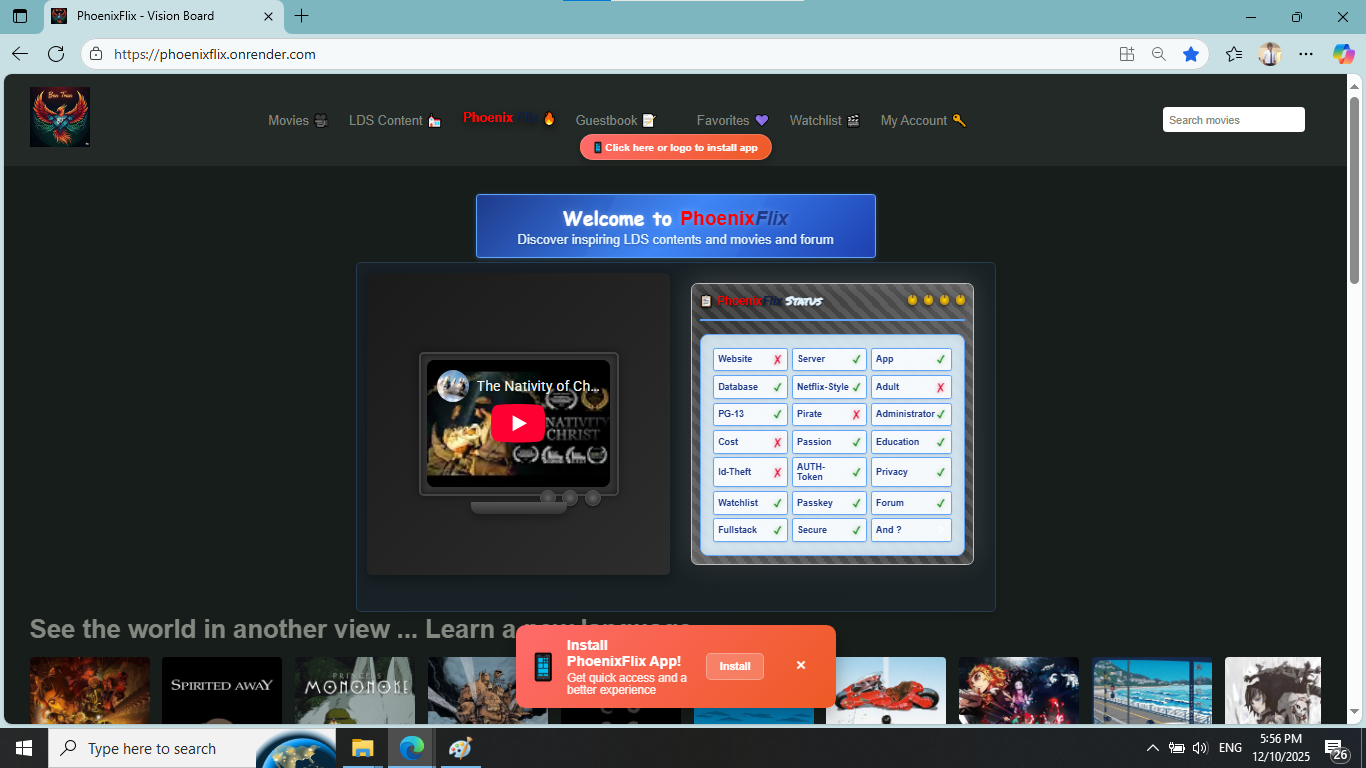 PhoenixFlix - Vision Board
https://phoenixflix.onrender.com
Movies
LDS Content
PhoenixFlix
Guestbook
Favorites
Watchlist
My Account
Search movies
Click here or logo to install app
Welcome to PhoenixFlix
Discover inspiring LDS contents and movies and forum
The Nativity of Ch...
NATIVITY
CHRIST
PhoenixFlix Status
Website ✗ Server ✓ App ✓
Database ✓ Netflix-Style ✓ Adult ✗
PG-13 ✓ Pirate ✗ Administrator ✓
Cost ✗ Passion ✓ Education ✓
Id-Theft ✗ AUTH-Token ✓ Privacy ✓
Watchlist ✓ Passkey ✓ Forum ✓
Fullstack ✓ Secure ✓ And ?
See the world in another view ... Learn a new language
Install
PhoenixFlix App!
Get quick access and a
better experience
Install
×
SPIRITED AWAY
PRINCESS
MONONOKE
Type here to search
ENG
5:56 PM
12/10/2025
26